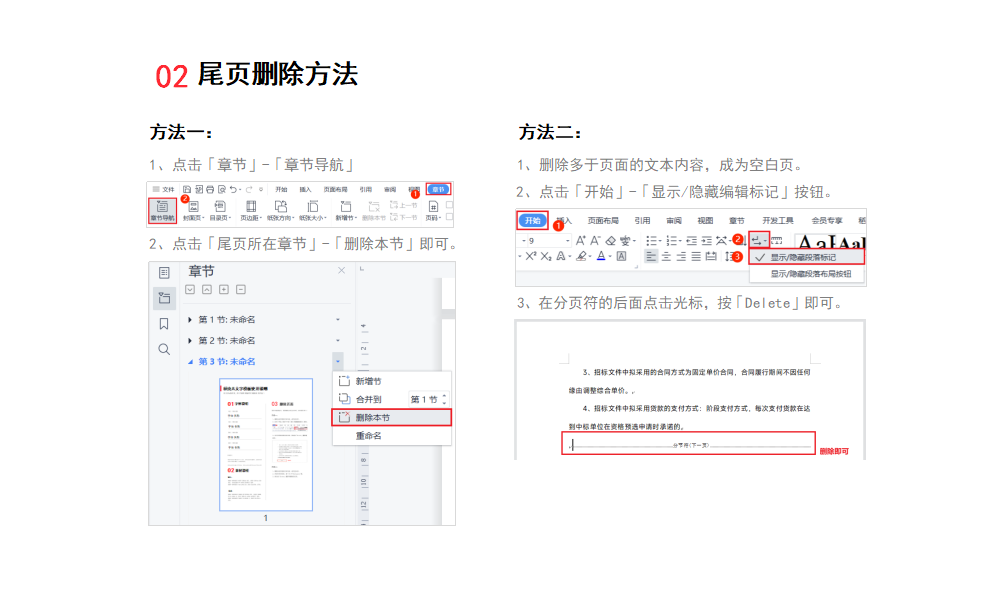 02 尾页删除方法
方法一：
1、点击「章节」-「章节导航」
文件 开始 插入 页面布局 引用 审阅 视图 1 章节
2
章节导航 封面页 目录页 页边距 纸张方向 纸张大小 新增节 删除本节 上一节 下一节 页码
2、点击「尾页所在章节」-「删除本节」即可。
章节
第 1 节: 未命名
第 2 节: 未命名
第 3 节: 未命名
新增节
合并到 第 1 节
删除本节
重命名
1
方法二：
1、删除多于页面的文本内容，成为空白页。
2、点击「开始」-「显示/隐藏编辑标记」按钮。
开始 1 插入 页面布局 引用 审阅 视图 章节 开发工具 会员专享
9 2
3 显示/隐藏段落标记
显示/隐藏段落布局按钮
3、在分页符的后面点击光标，按「Delete」即可。
3、招标文件中拟采用的合同方式为固定单价合同，合同履行期间不因任何
缘由调整综合单价。
4、招标文件中拟采用货款的支付方式：阶段支付方式，每次支付货款在达
到中标单位在资格预选申请时承诺的。
分节符(下一页)
删除即可